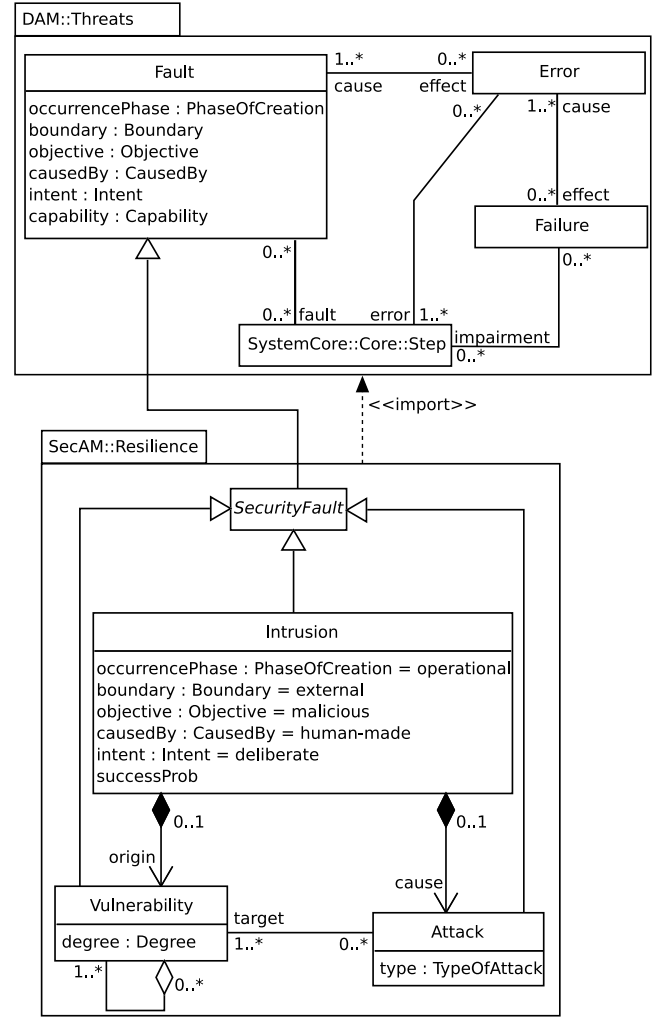 DAM::Threats
Fault
occurrencePhase : PhaseOfCreation
boundary : Boundary
objective : Objective
causedBy : CausedBy
intent : Intent
capability : Capability
1..*
cause
0..*
effect
Error
0..*
1..*
cause
0..*
effect
Failure
0..*
0..*
0..*
fault
error
1..*
impairment
0..*
SystemCore::Core::Step
<<import>>
SecAM::Resilience
SecurityFault
Intrusion
occurrencePhase : PhaseOfCreation = operational
boundary : Boundary = external
objective : Objective = malicious
causedBy : CausedBy = human-made
intent : Intent = deliberate
successProb
0..1
0..1
origin
cause
Vulnerability
degree : Degree
target
1..*
0..*
Attack
type : TypeOfAttack
1..*
0..*